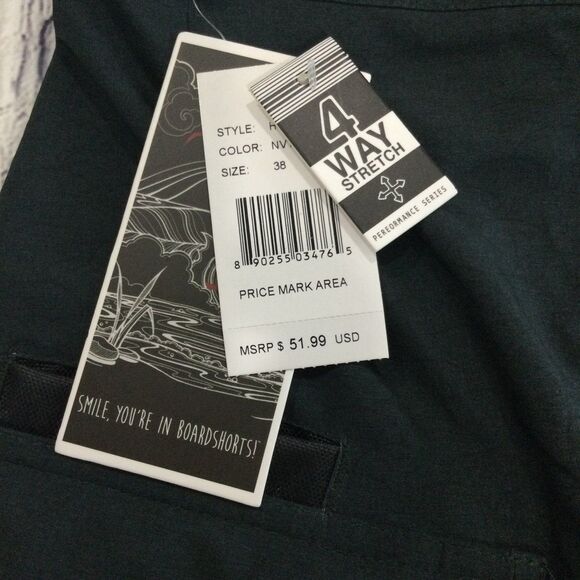 SMILE, YOU'RE IN BOARDSHORTS!
STYLE:
COLOR: NV
SIZE: 38
8 90255 03476 5
PRICE MARK AREA
MSRP $ 51.99 USD
4
WAY
STRETCH
PERFORMANCE SERIES